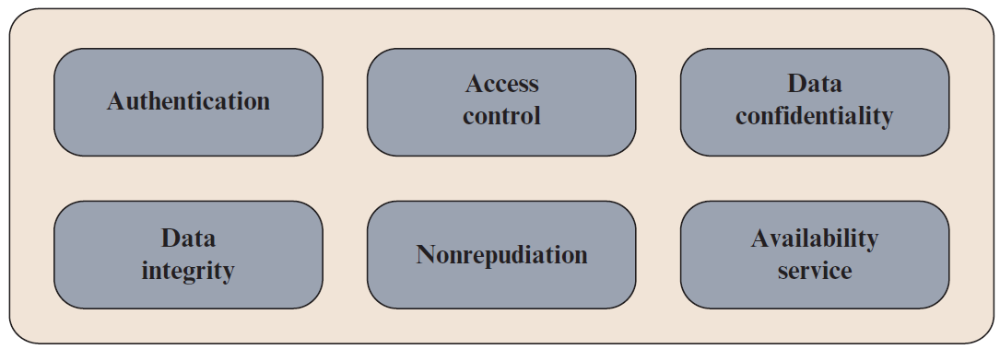 Authentication
Access
control
Data
confidentiality
Data
integrity
Nonrepudiation
Availability
service